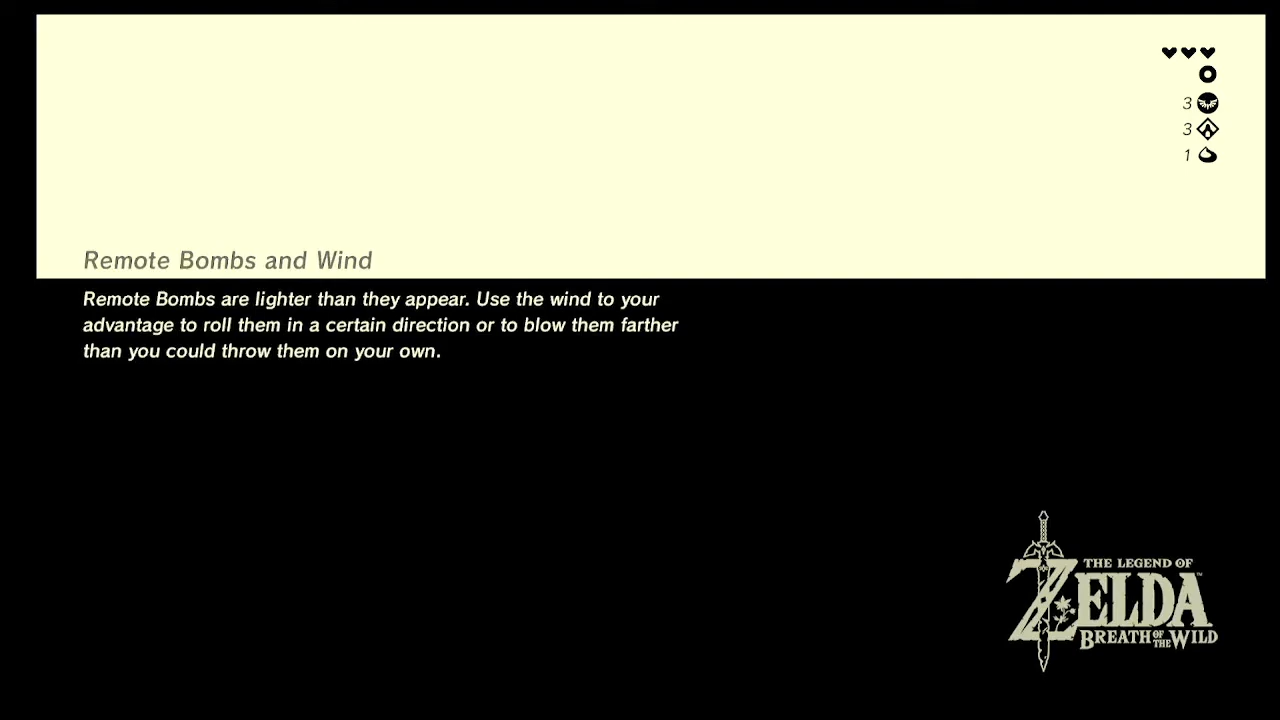 3
3
1
Remote Bombs and Wind
Remote Bombs are lighter than they appear. Use the wind to your
advantage to roll them in a certain direction or to blow them farther
than you could throw them on your own.
THE LEGEND OF
ZELDA™
BREATH OF THE WILD